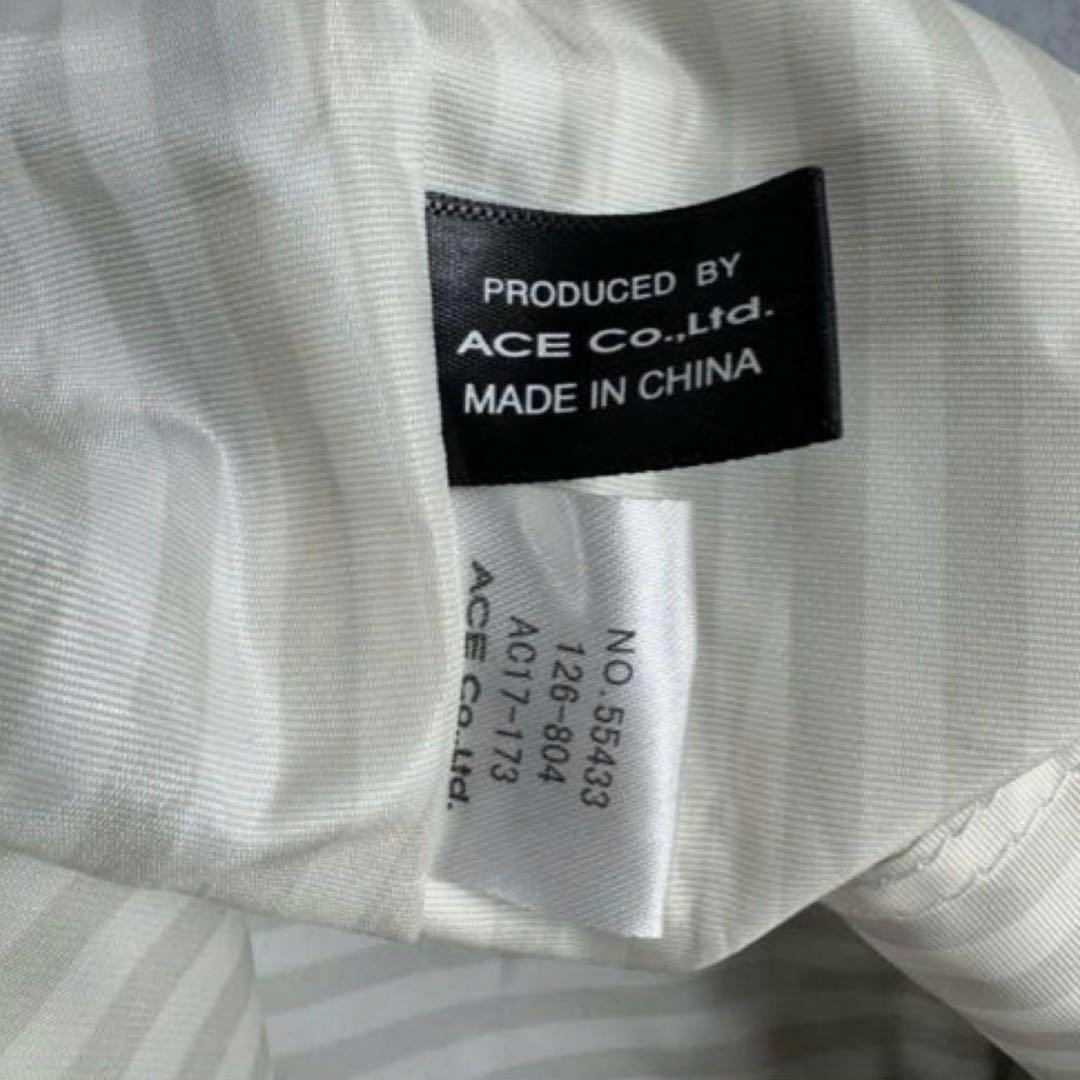 PRODUCED BY
ACE Co.,Ltd.
MADE IN CHINA
NO.55433
126-804
AC17-173
ACE CO.,Ltd.